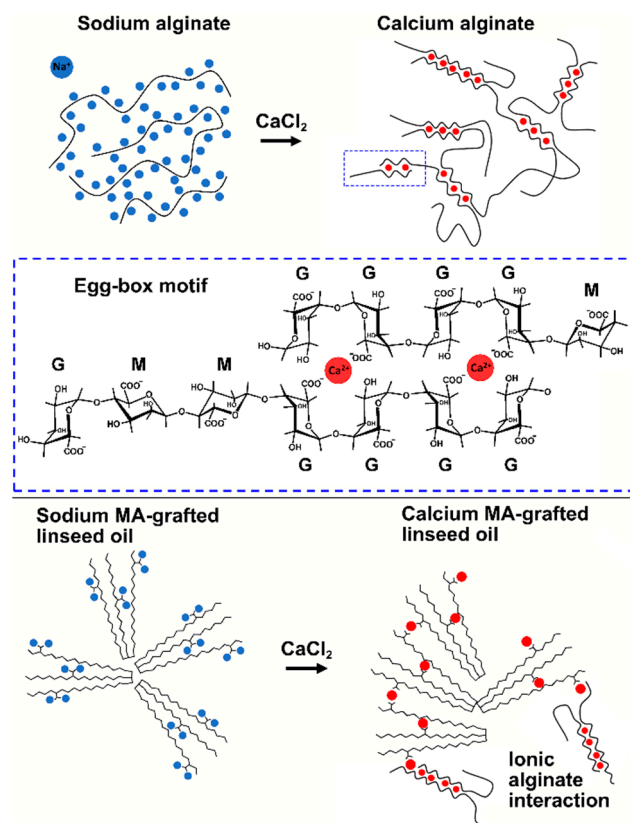 Sodium alginate
Calcium alginate
Na⁺
CaCl₂
Egg-box motif
G G G G
M
G M M
Ca²⁺ Ca²⁺
G G G G
Sodium MA-grafted
linseed oil
Calcium MA-grafted
linseed oil
CaCl₂
Ionic
alginate
interaction